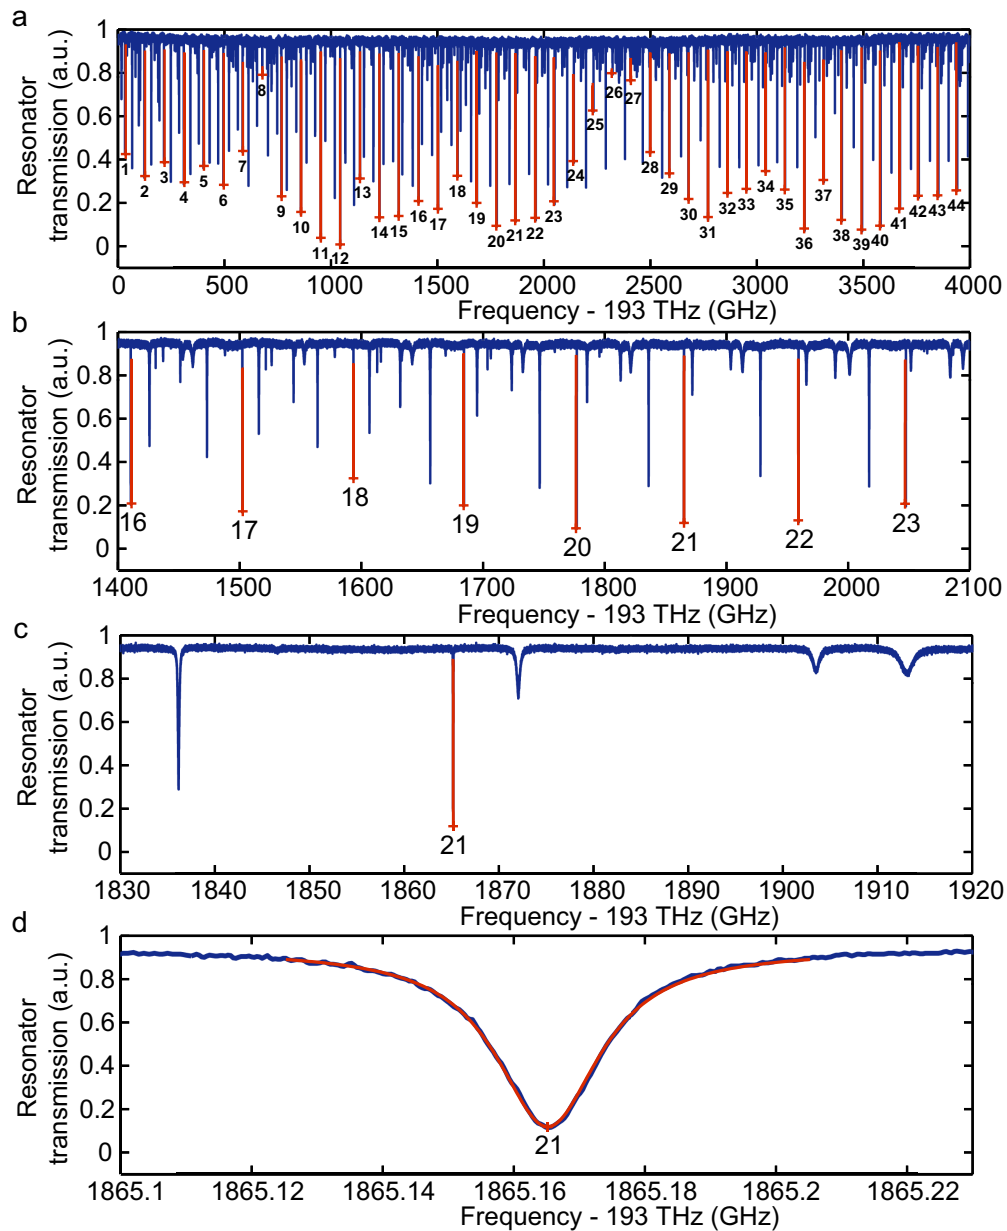 a
Resonator
transmission (a.u.)
1
0.8
0.6
0.4
0.2
0
1 2 3 4 5 6 7 8 9 10 11 12 13 14 15 16 17 18 19 20 21 22 23 24 25 26 27 28 29 30 31 32 33 34 35 36 37 38 39 40 41 42 43 44
0 500 1000 1500 2000 2500 3000 3500 4000
Frequency - 193 THz (GHz)
b
Resonator
transmission (a.u.)
1
0.8
0.6
0.4
0.2
0
16 17 18 19 20 21 22 23
1400 1500 1600 1700 1800 1900 2000 2100
Frequency - 193 THz (GHz)
c
Resonator
transmission (a.u.)
1
0.8
0.6
0.4
0.2
0
21
1830 1840 1850 1860 1870 1880 1890 1900 1910 1920
Frequency - 193 THz (GHz)
d
Resonator
transmission (a.u.)
1
0.8
0.6
0.4
0.2
0
21
1865.1 1865.12 1865.14 1865.16 1865.18 1865.2 1865.22
Frequency - 193 THz (GHz)